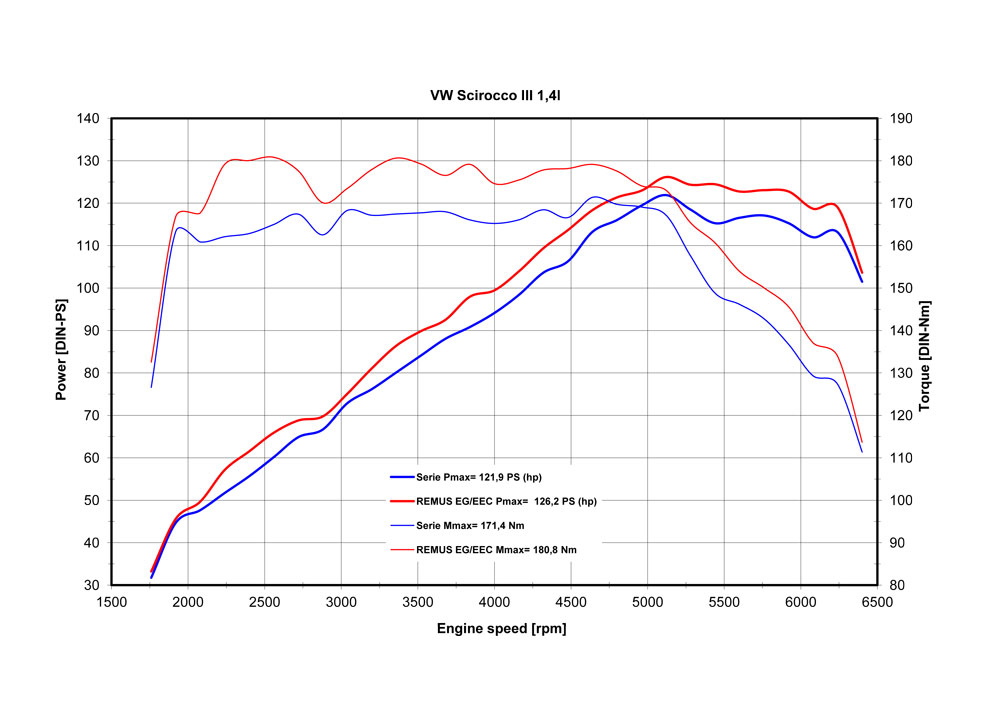 VW Scirocco III 1,4l
140
130
120
110
100
90
80
70
60
50
40
30
Power [DIN-PS]
190
180
170
160
150
140
130
120
110
100
90
80
Torque [DIN-Nm]
Serie Pmax= 121,9 PS (hp)
REMUS EG/EEC Pmax= 126,2 PS (hp)
Serie Mmax= 171,4 Nm
REMUS EG/EEC Mmax= 180,8 Nm
1500 2000 2500 3000 3500 4000 4500 5000 5500 6000 6500
Engine speed [rpm]